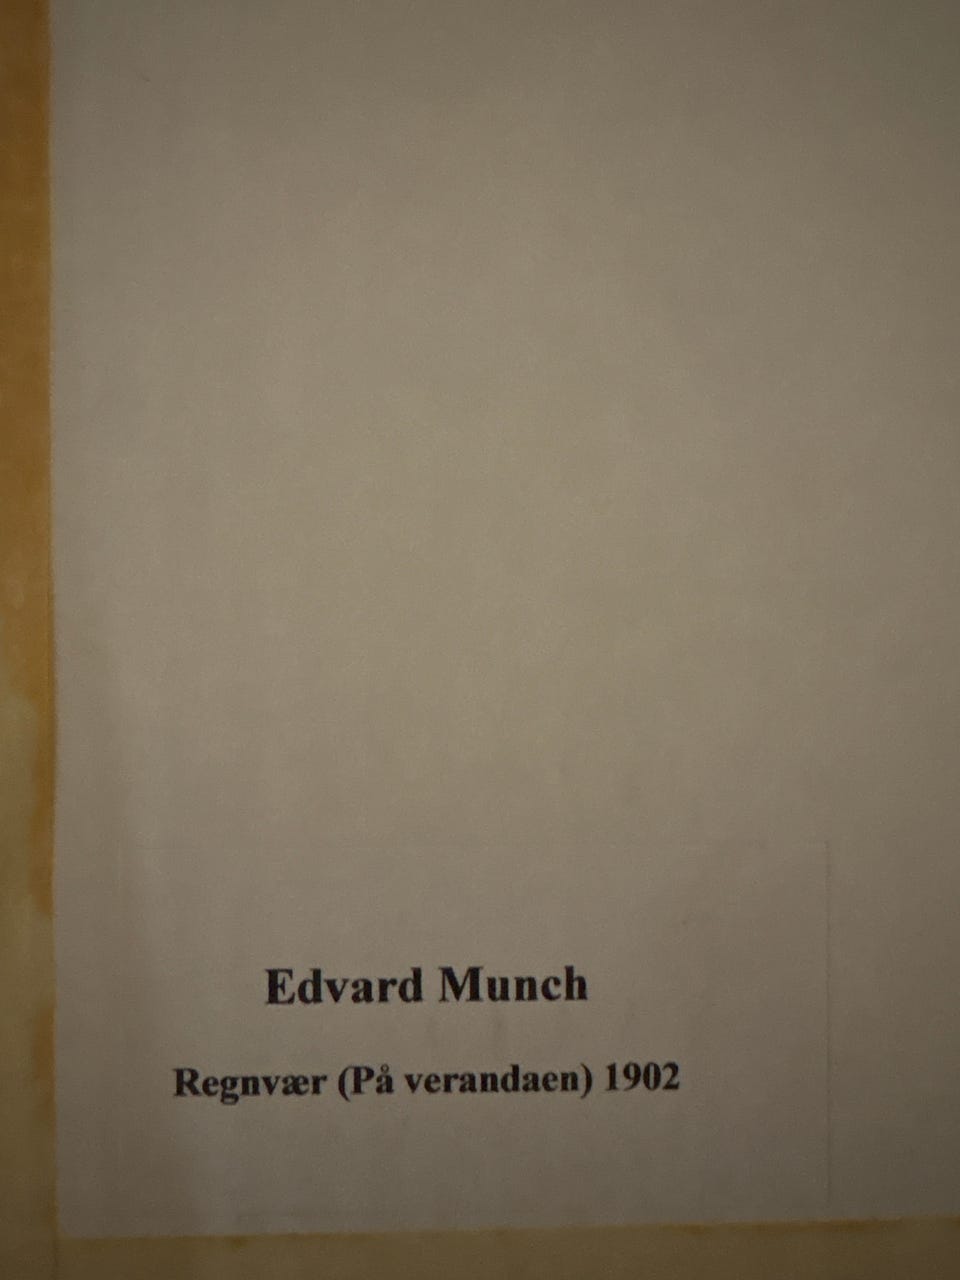 Edvard Munch
Regnvær (På verandaen) 1902